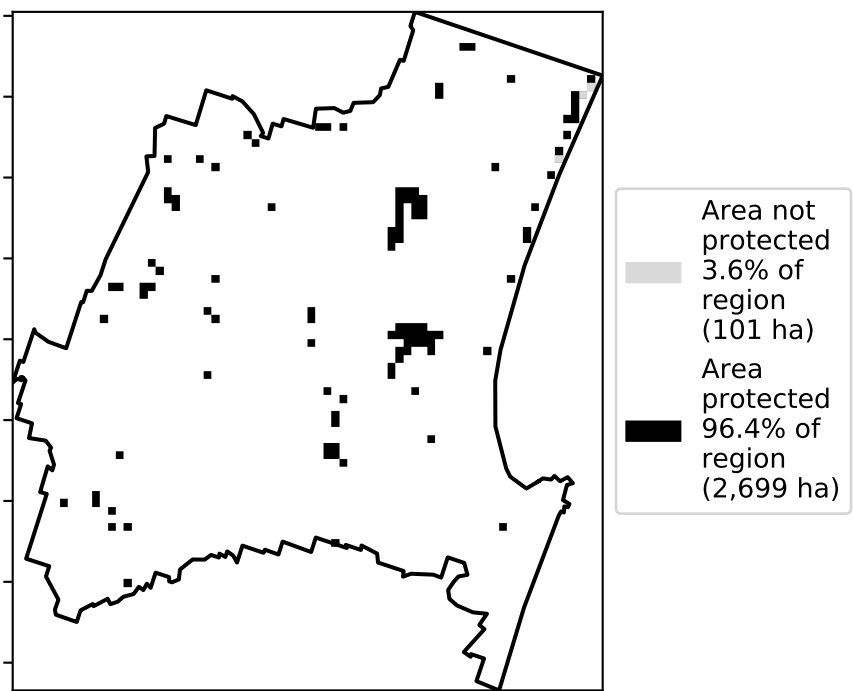 Area not
protected
3.6% of
region
(101 ha)
Area
protected
96.4% of
region
(2,699 ha)